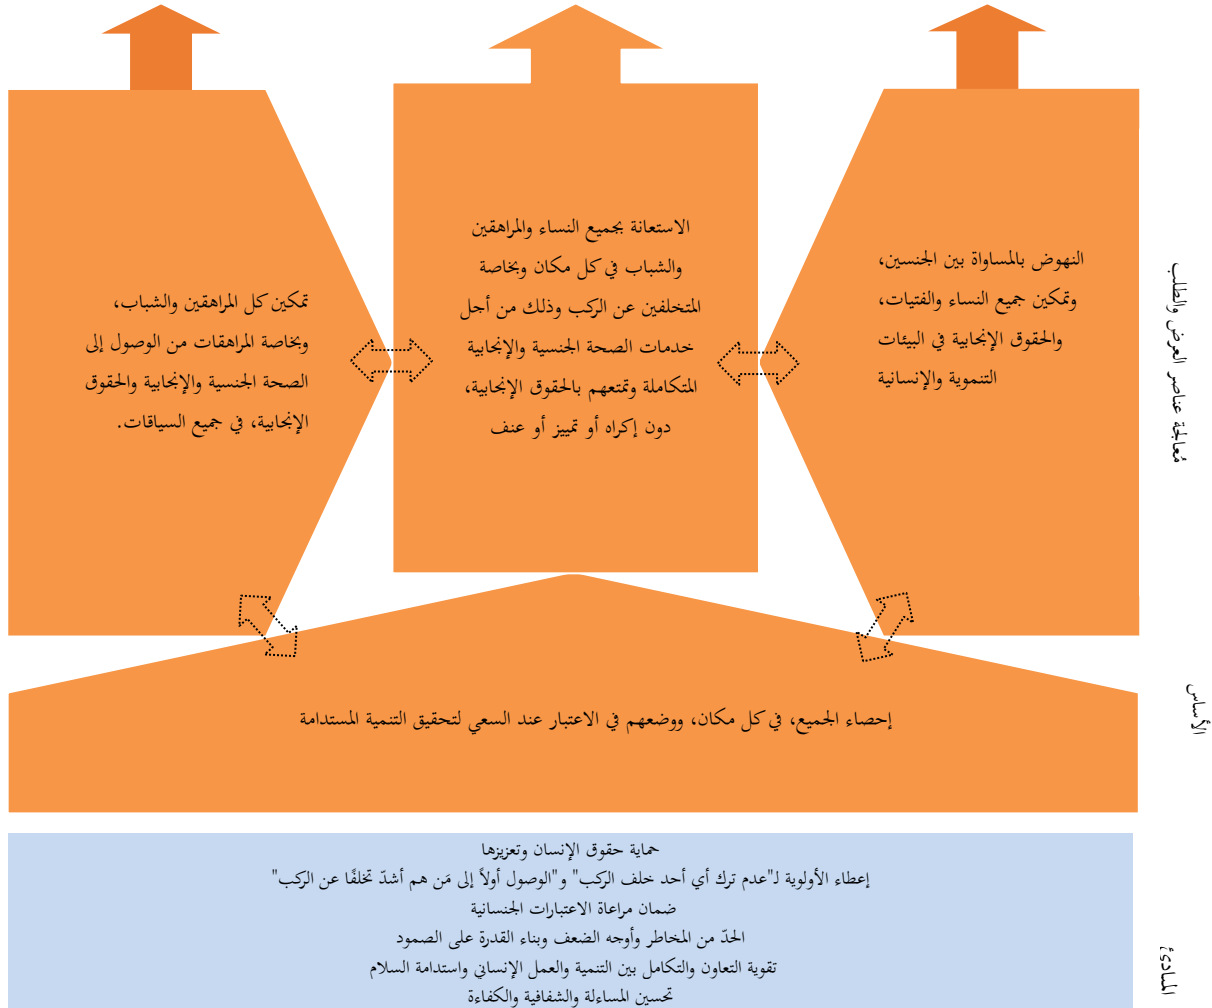 النهوض بالمساواة بين الجنسين،
وتمكين جميع النساء والفتيات،
والحقوق الإنجابية في البيئات
التنموية والإنسانية
الاستعانة بجميع النساء والمراهقين
والشباب في كل مكان وبخاصة
المتخلفين عن الركب وذلك من أجل
خدمات الصحة الجنسية والإنجابية
المتكاملة وتمتعهم بالحقوق الإنجابية،
دون إكراه أو تمييز أو عنف
تمكين كل المراهقين والشباب،
وبخاصة المراهقات من الوصول إلى
الصحة الجنسية والإنجابية والحقوق
الإنجابية، في جميع السياقات.
مُعالجة عناصر العرض والطلب
إحصاء الجميع، في كل مكان، ووضعهم في الاعتبار عند السعي لتحقيق التنمية المستدامة
الأساس
حماية حقوق الإنسان وتعزيزها
إعطاء الأولوية لـ"عدم ترك أي أحد خلف الركب" و"الوصول أولاً إلى مَن هم أشدّ تخلفًا عن الركب"
ضمان مراعاة الاعتبارات الجنسانية
الحدّ من المخاطر وأوجه الضعف وبناء القدرة على الصمود
تقوية التعاون والتكامل بين التنمية والعمل الإنساني واستدامة السلام
تحسين المساءلة والشفافية والكفاءة
المبادئ